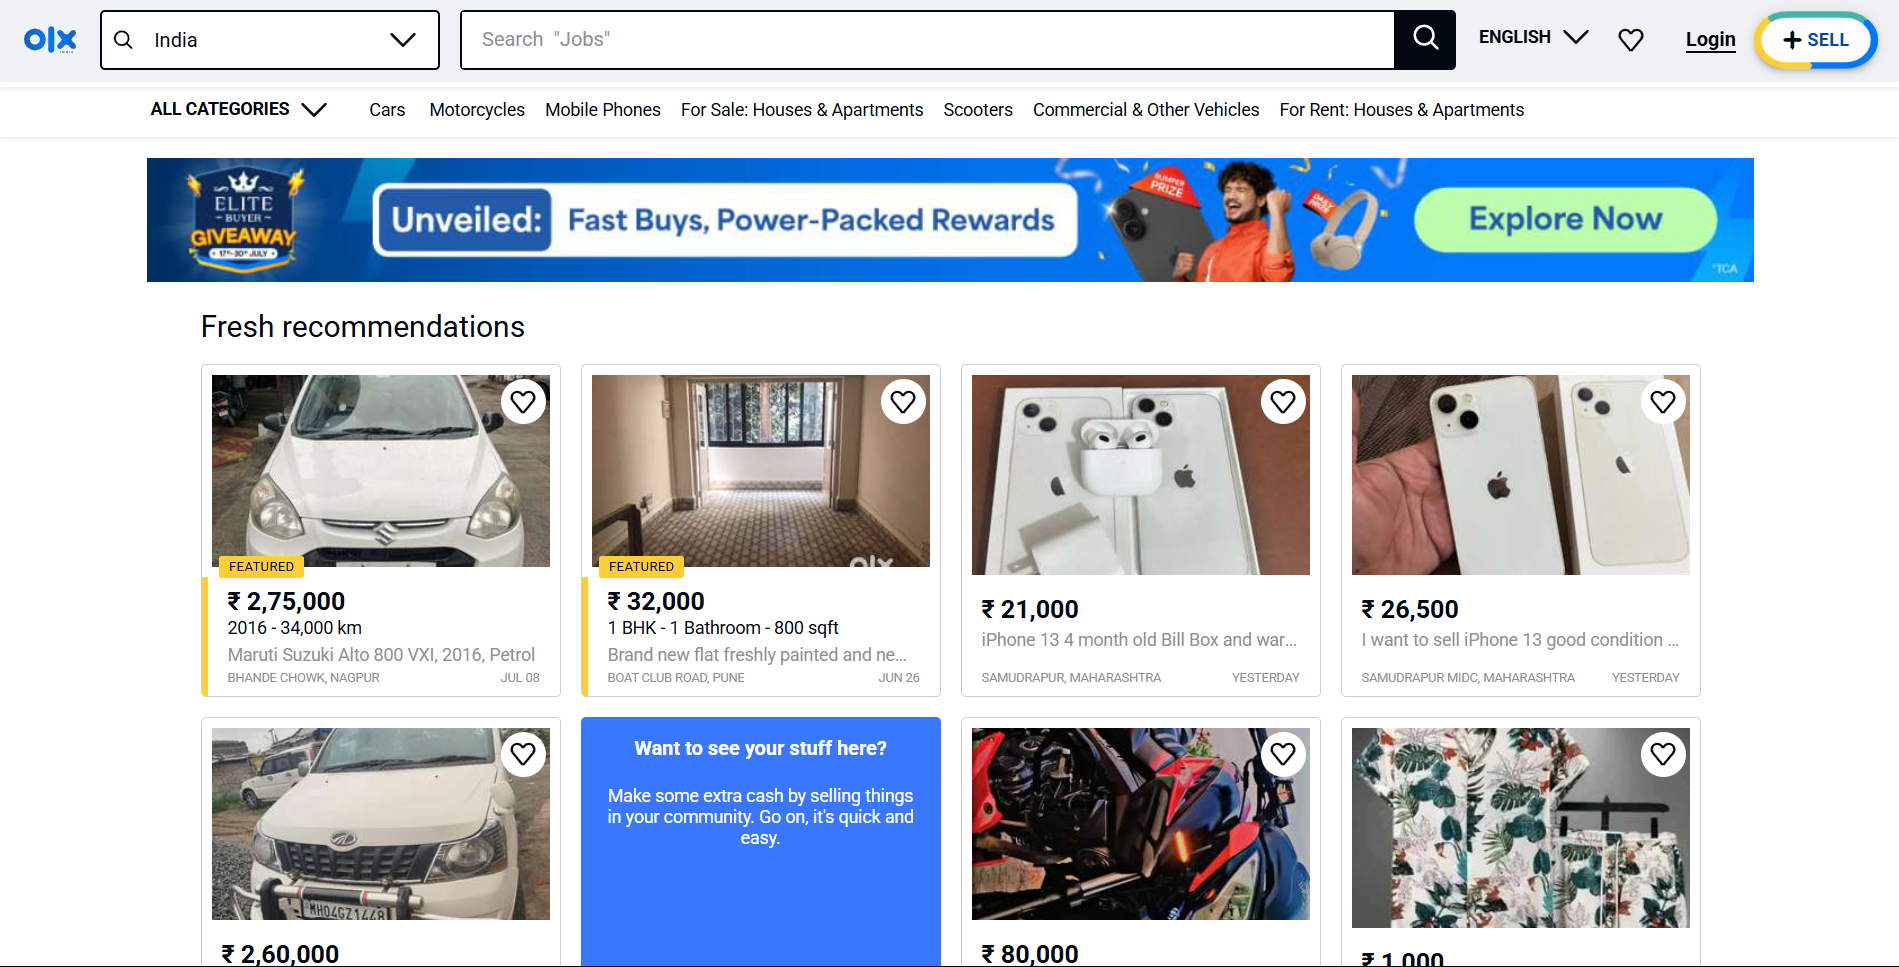 olx
INDIA
India
Search "Jobs"
ENGLISH
Login
SELL
ALL CATEGORIES
Cars
Motorcycles
Mobile Phones
For Sale: Houses & Apartments
Scooters
Commercial & Other Vehicles
For Rent: Houses & Apartments
ELITE
BUYER
GIVEAWAY
17TH-30TH JULY
Unveiled:
Fast Buys, Power-Packed Rewards
BUMPER
PRIZE
DAILY
PRIZE
Explore Now
*TCA
Fresh recommendations
FEATURED
₹ 2,75,000
2016 - 34,000 km
Maruti Suzuki Alto 800 VXI, 2016, Petrol
BHANDE CHOWK, NAGPUR
JUL 08
olx
FEATURED
₹ 32,000
1 BHK - 1 Bathroom - 800 sqft
Brand new flat freshly painted and ne...
BOAT CLUB ROAD, PUNE
JUN 26
₹ 21,000
iPhone 13 4 month old Bill Box and war...
SAMUDRAPUR, MAHARASHTRA
YESTERDAY
₹ 26,500
I want to sell iPhone 13 good condition ...
SAMUDRAPUR MIDC, MAHARASHTRA
YESTERDAY
MH04GZ1448
₹ 2,60,000
Want to see your stuff here?
Make some extra cash by selling things
in your community. Go on, it's quick and
easy.
₹ 80,000
₹ 1,000